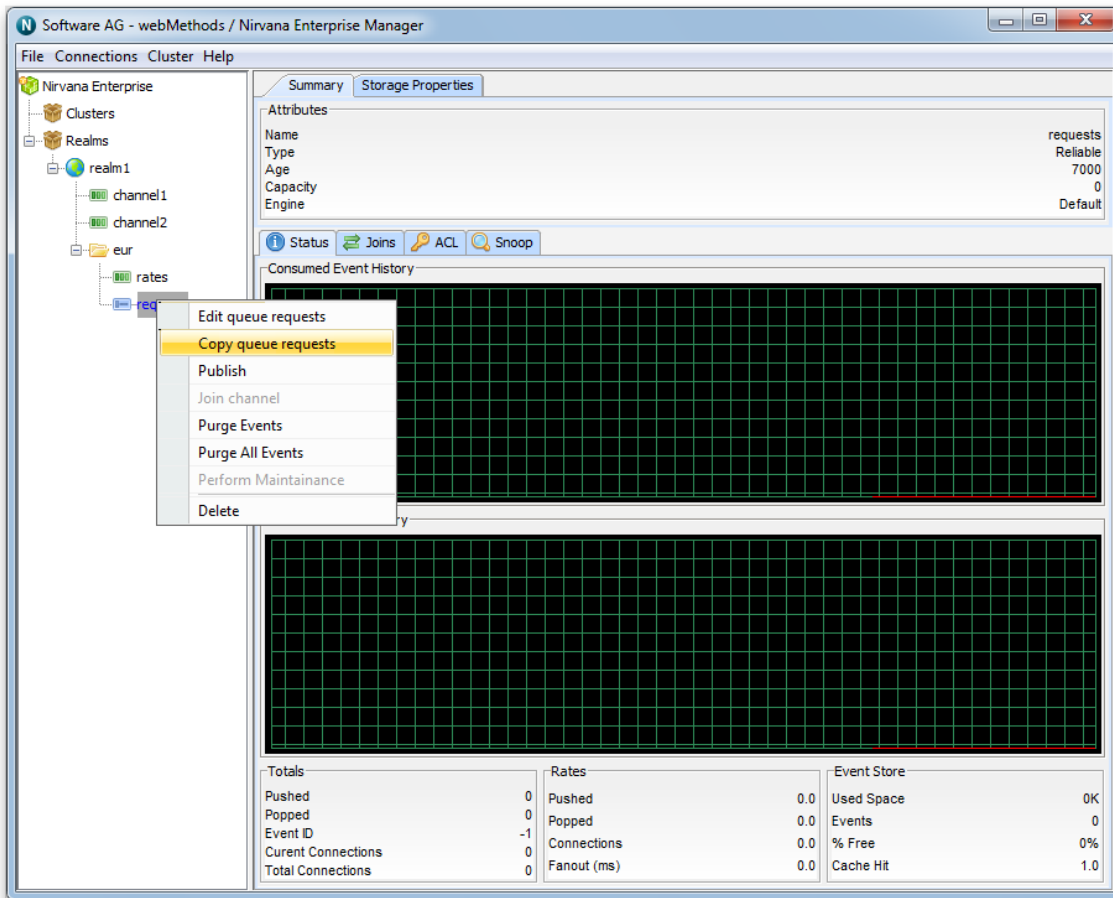 Software AG - webMethods / Nirvana Enterprise Manager
File Connections Cluster Help
Nirvana Enterprise
Clusters
Realms
realm1
channel1
channel2
eur
rates
Edit queue requests
Copy queue requests
Publish
Join channel
Purge Events
Purge All Events
Perform Maintainance
Delete
Summary Storage Properties
Attributes
Name requests
Type Reliable
Age 7000
Capacity 0
Engine Default
Status Joins ACL Snoop
Consumed Event History
Totals
Pushed 0
Popped 0
Event ID -1
Curent Connections 0
Total Connections 0
Rates
Pushed 0.0
Popped 0.0
Connections 0.0
Fanout (ms) 0.0
Event Store
Used Space 0K
Events 0
% Free 0%
Cache Hit 1.0